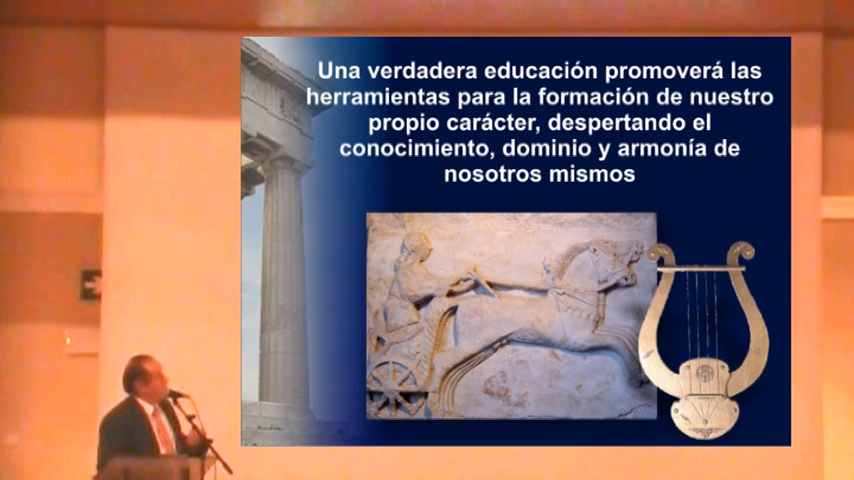 Una verdadera educación promoverá las
herramientas para la formación de nuestro
propio carácter, despertando el
conocimiento, dominio y armonía de
nosotros mismos